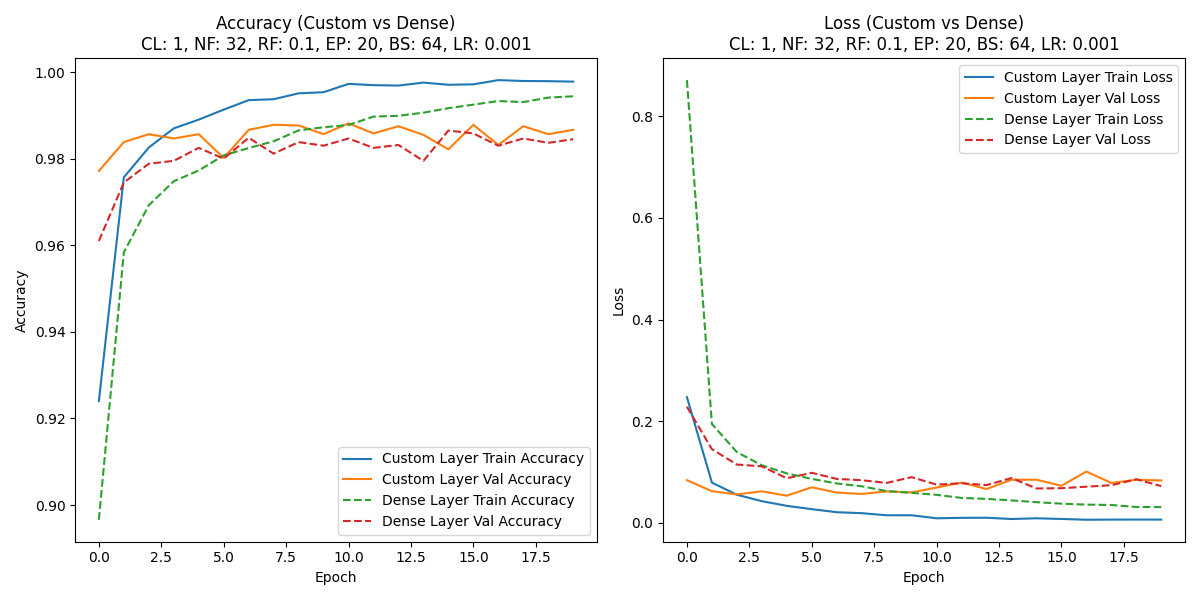 Accuracy (Custom vs Dense)
CL: 1, NF: 32, RF: 0.1, EP: 20, BS: 64, LR: 0.001
Accuracy
1.00
0.98
0.96
0.94
0.92
0.90
Custom Layer Train Accuracy
Custom Layer Val Accuracy
Dense Layer Train Accuracy
Dense Layer Val Accuracy
0.0 2.5 5.0 7.5 10.0 12.5 15.0 17.5
Epoch
Loss (Custom vs Dense)
CL: 1, NF: 32, RF: 0.1, EP: 20, BS: 64, LR: 0.001
Loss
0.8
0.6
0.4
0.2
0.0
Custom Layer Train Loss
Custom Layer Val Loss
Dense Layer Train Loss
Dense Layer Val Loss
0.0 2.5 5.0 7.5 10.0 12.5 15.0 17.5
Epoch